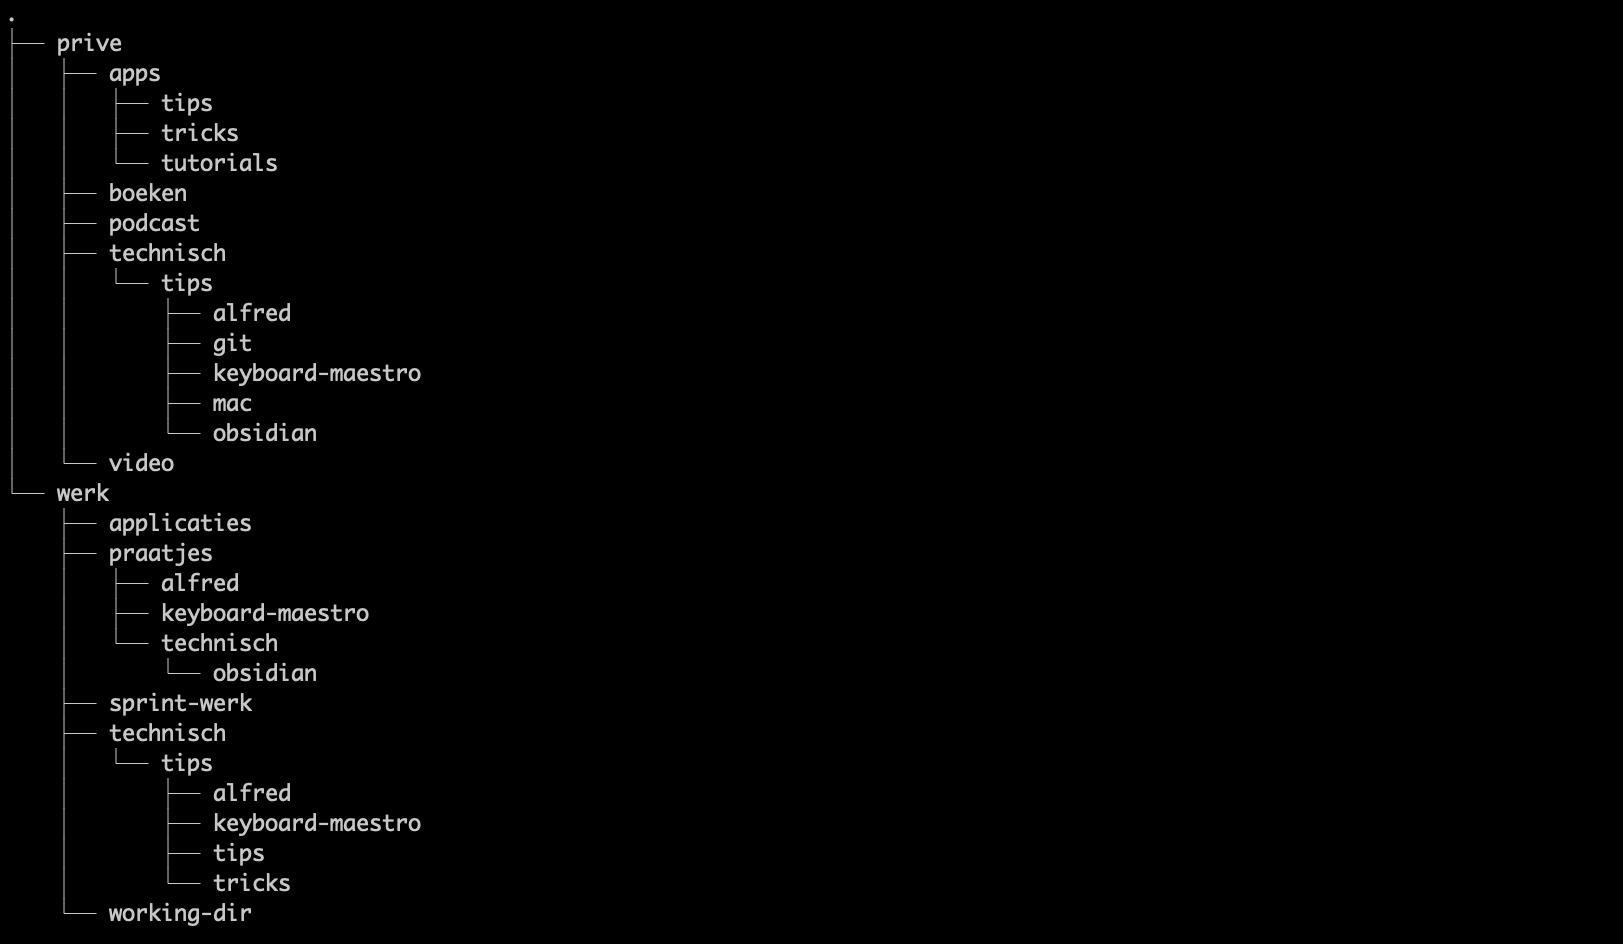 .
├── prive
│   ├── apps
│   │   ├── tips
│   │   ├── tricks
│   │   └── tutorials
│   ├── boeken
│   ├── podcast
│   ├── technisch
│   │   └── tips
│   │       ├── alfred
│   │       ├── git
│   │       ├── keyboard-maestro
│   │       ├── mac
│   │       └── obsidian
│   └── video
└── werk
    ├── applicaties
    ├── praatjes
    │   ├── alfred
    │   ├── keyboard-maestro
    │   └── technisch
    │       └── obsidian
    ├── sprint-werk
    ├── technisch
    │   └── tips
    │       ├── alfred
    │       ├── keyboard-maestro
    │       ├── tips
    │       └── tricks
    └── working-dir